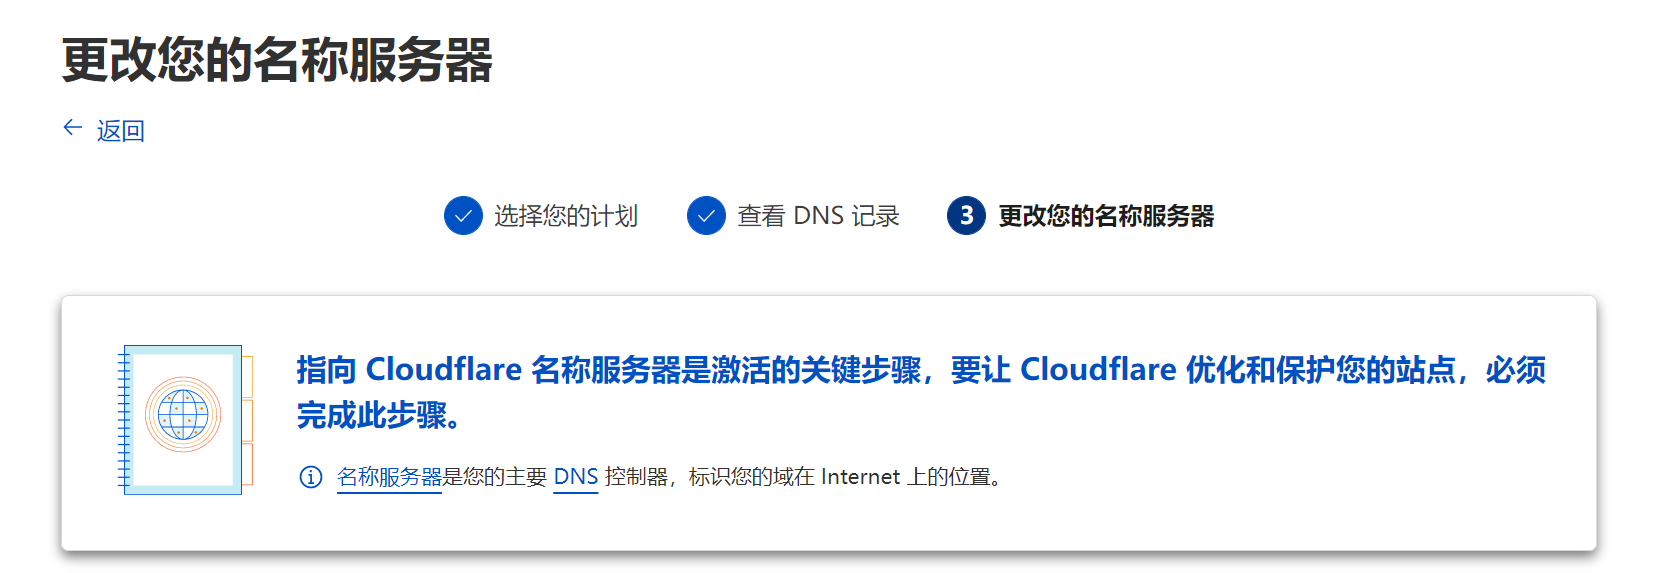 更改您的名称服务器
返回
选择您的计划 查看 DNS 记录 3 更改您的名称服务器
指向 Cloudflare 名称服务器是激活的关键步骤，要让 Cloudflare 优化和保护您的站点，必须
完成此步骤。
名称服务器是您的主要 DNS 控制器，标识您的域在 Internet 上的位置。